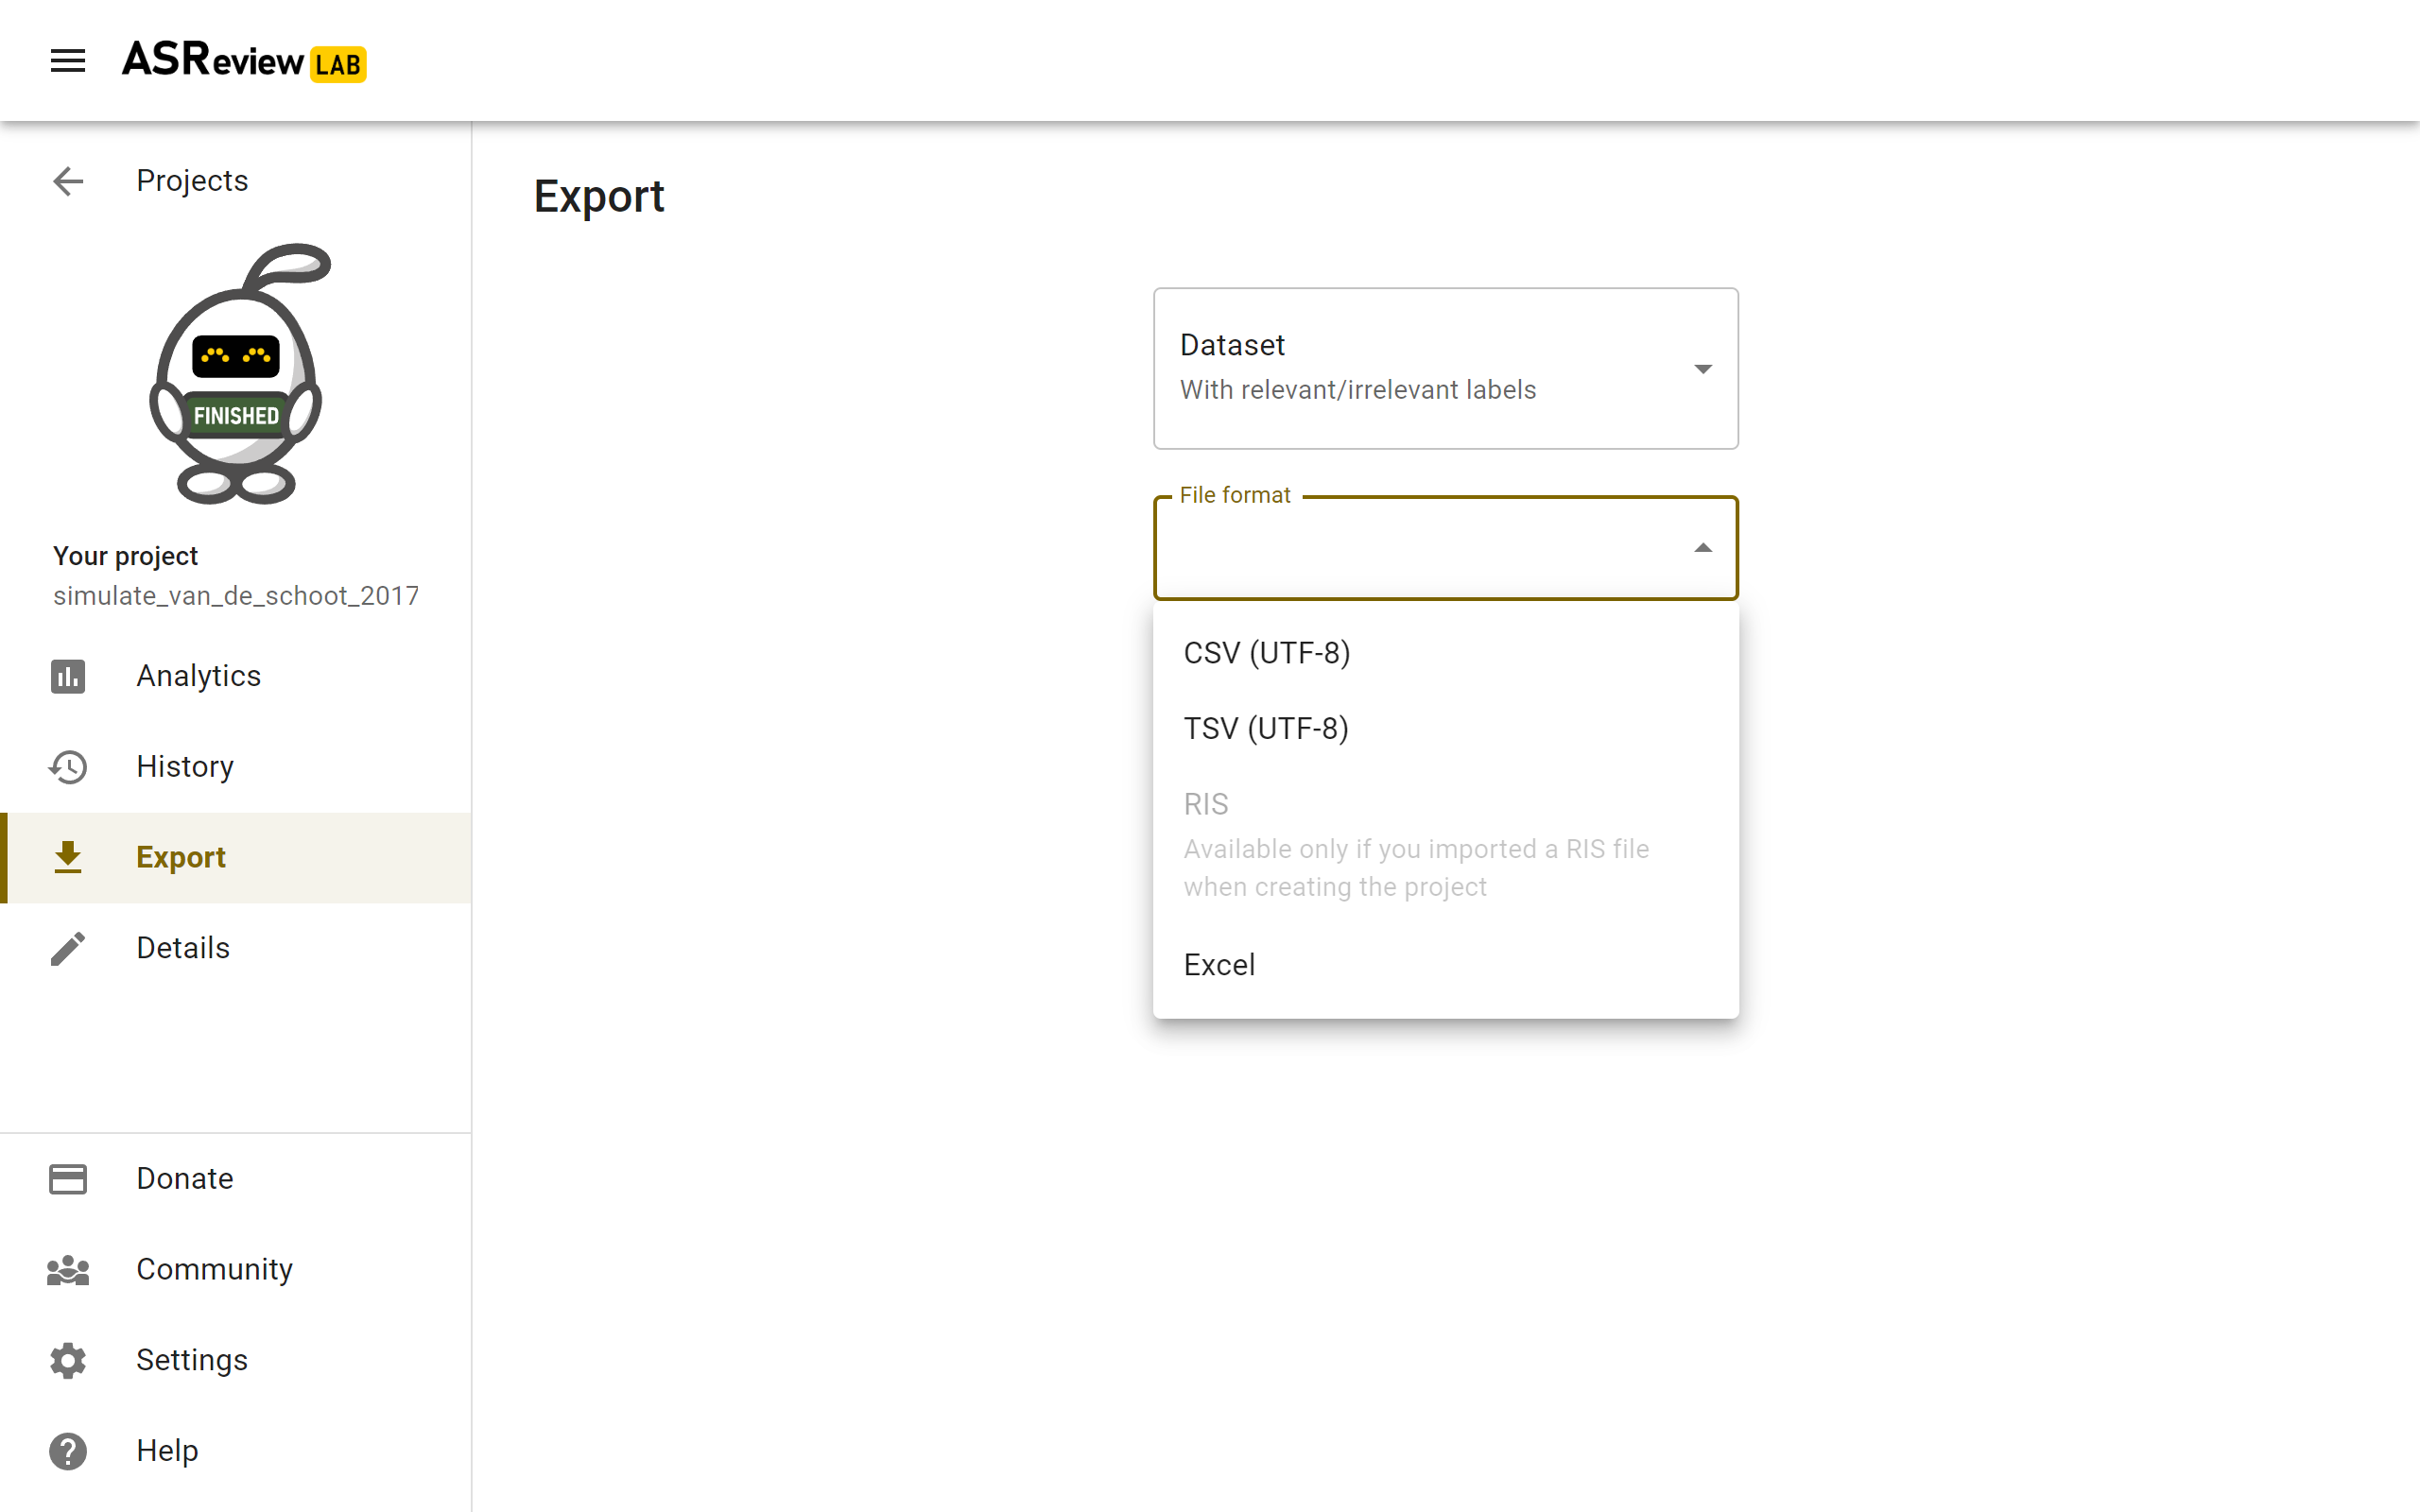 ASReview LAB
Projects
FINISHED
Your project
simulate_van_de_schoot_2017
Analytics
History
Export
Details
Donate
Community
Settings
Help
Export
Dataset
With relevant/irrelevant labels
File format
CSV (UTF-8)
TSV (UTF-8)
RIS
Available only if you imported a RIS file
when creating the project
Excel